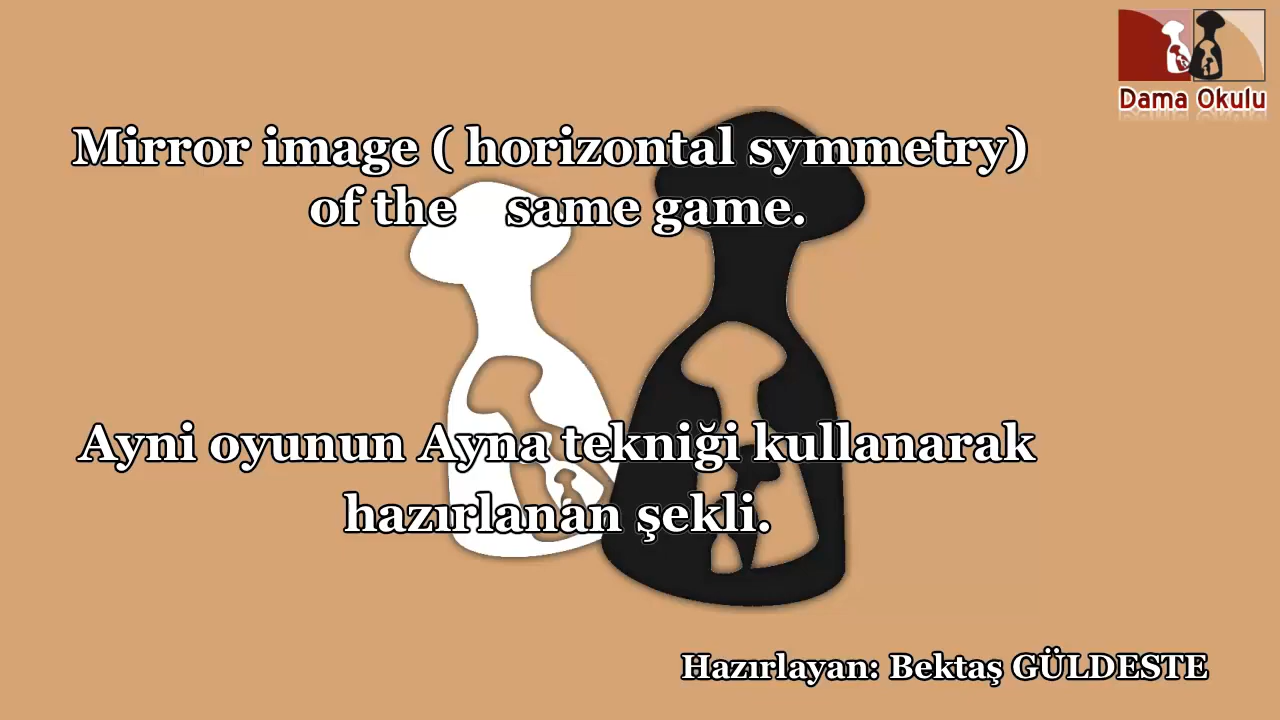 Dama Okulu
Mirror image ( horizontal symmetry)
of the same game.
Ayni oyunun Ayna tekniği kullanarak
hazırlanan şekli.
Hazırlayan: Bektaş GÜLDESTE